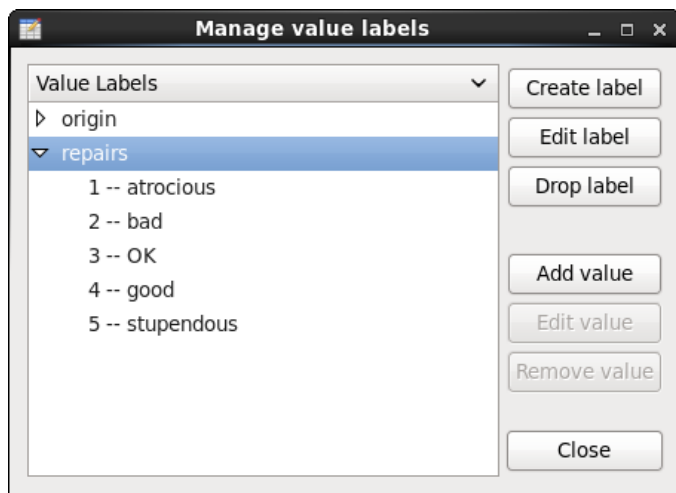 Manage value labels
Value Labels
origin
repairs
1 -- atrocious
2 -- bad
3 -- OK
4 -- good
5 -- stupendous
Create label
Edit label
Drop label
Add value
Edit value
Remove value
Close